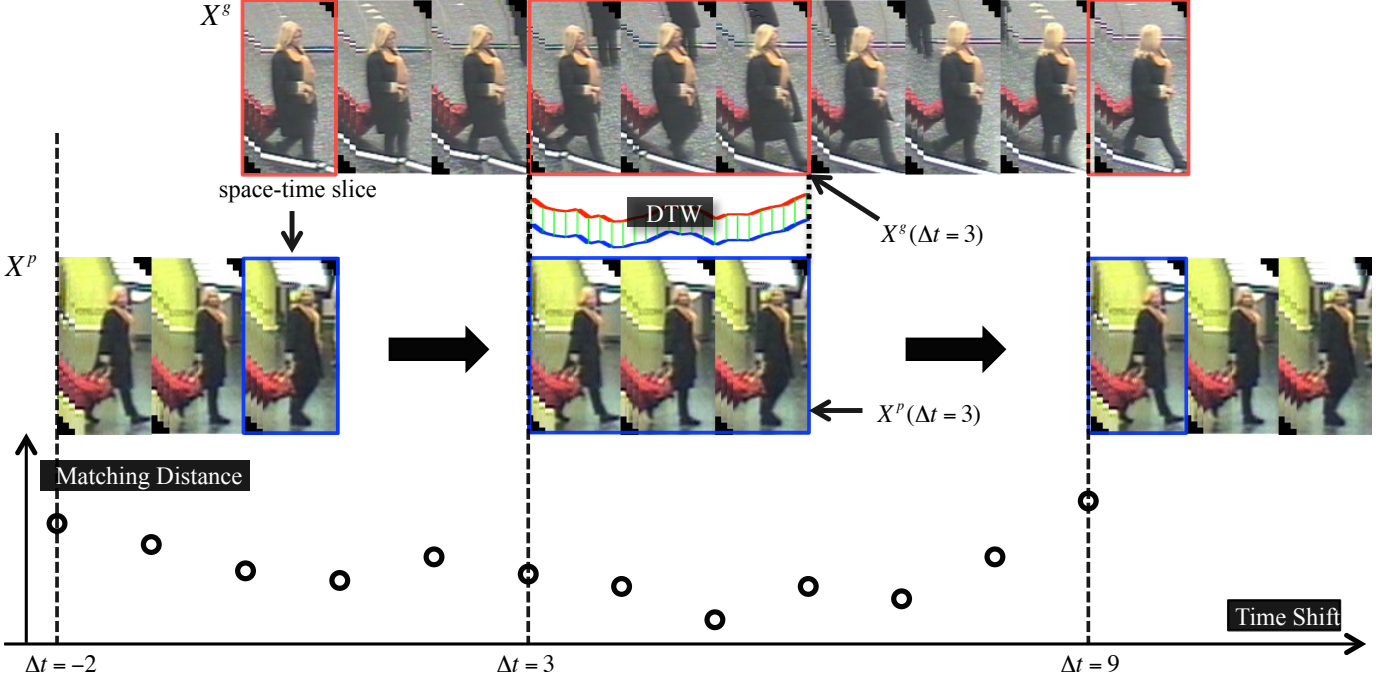 X^g
space-time slice
DTW
X^g(Δt = 3)
X^p
X^p(Δt = 3)
Matching Distance
Time Shift
Δt = −2
Δt = 3
Δt = 9